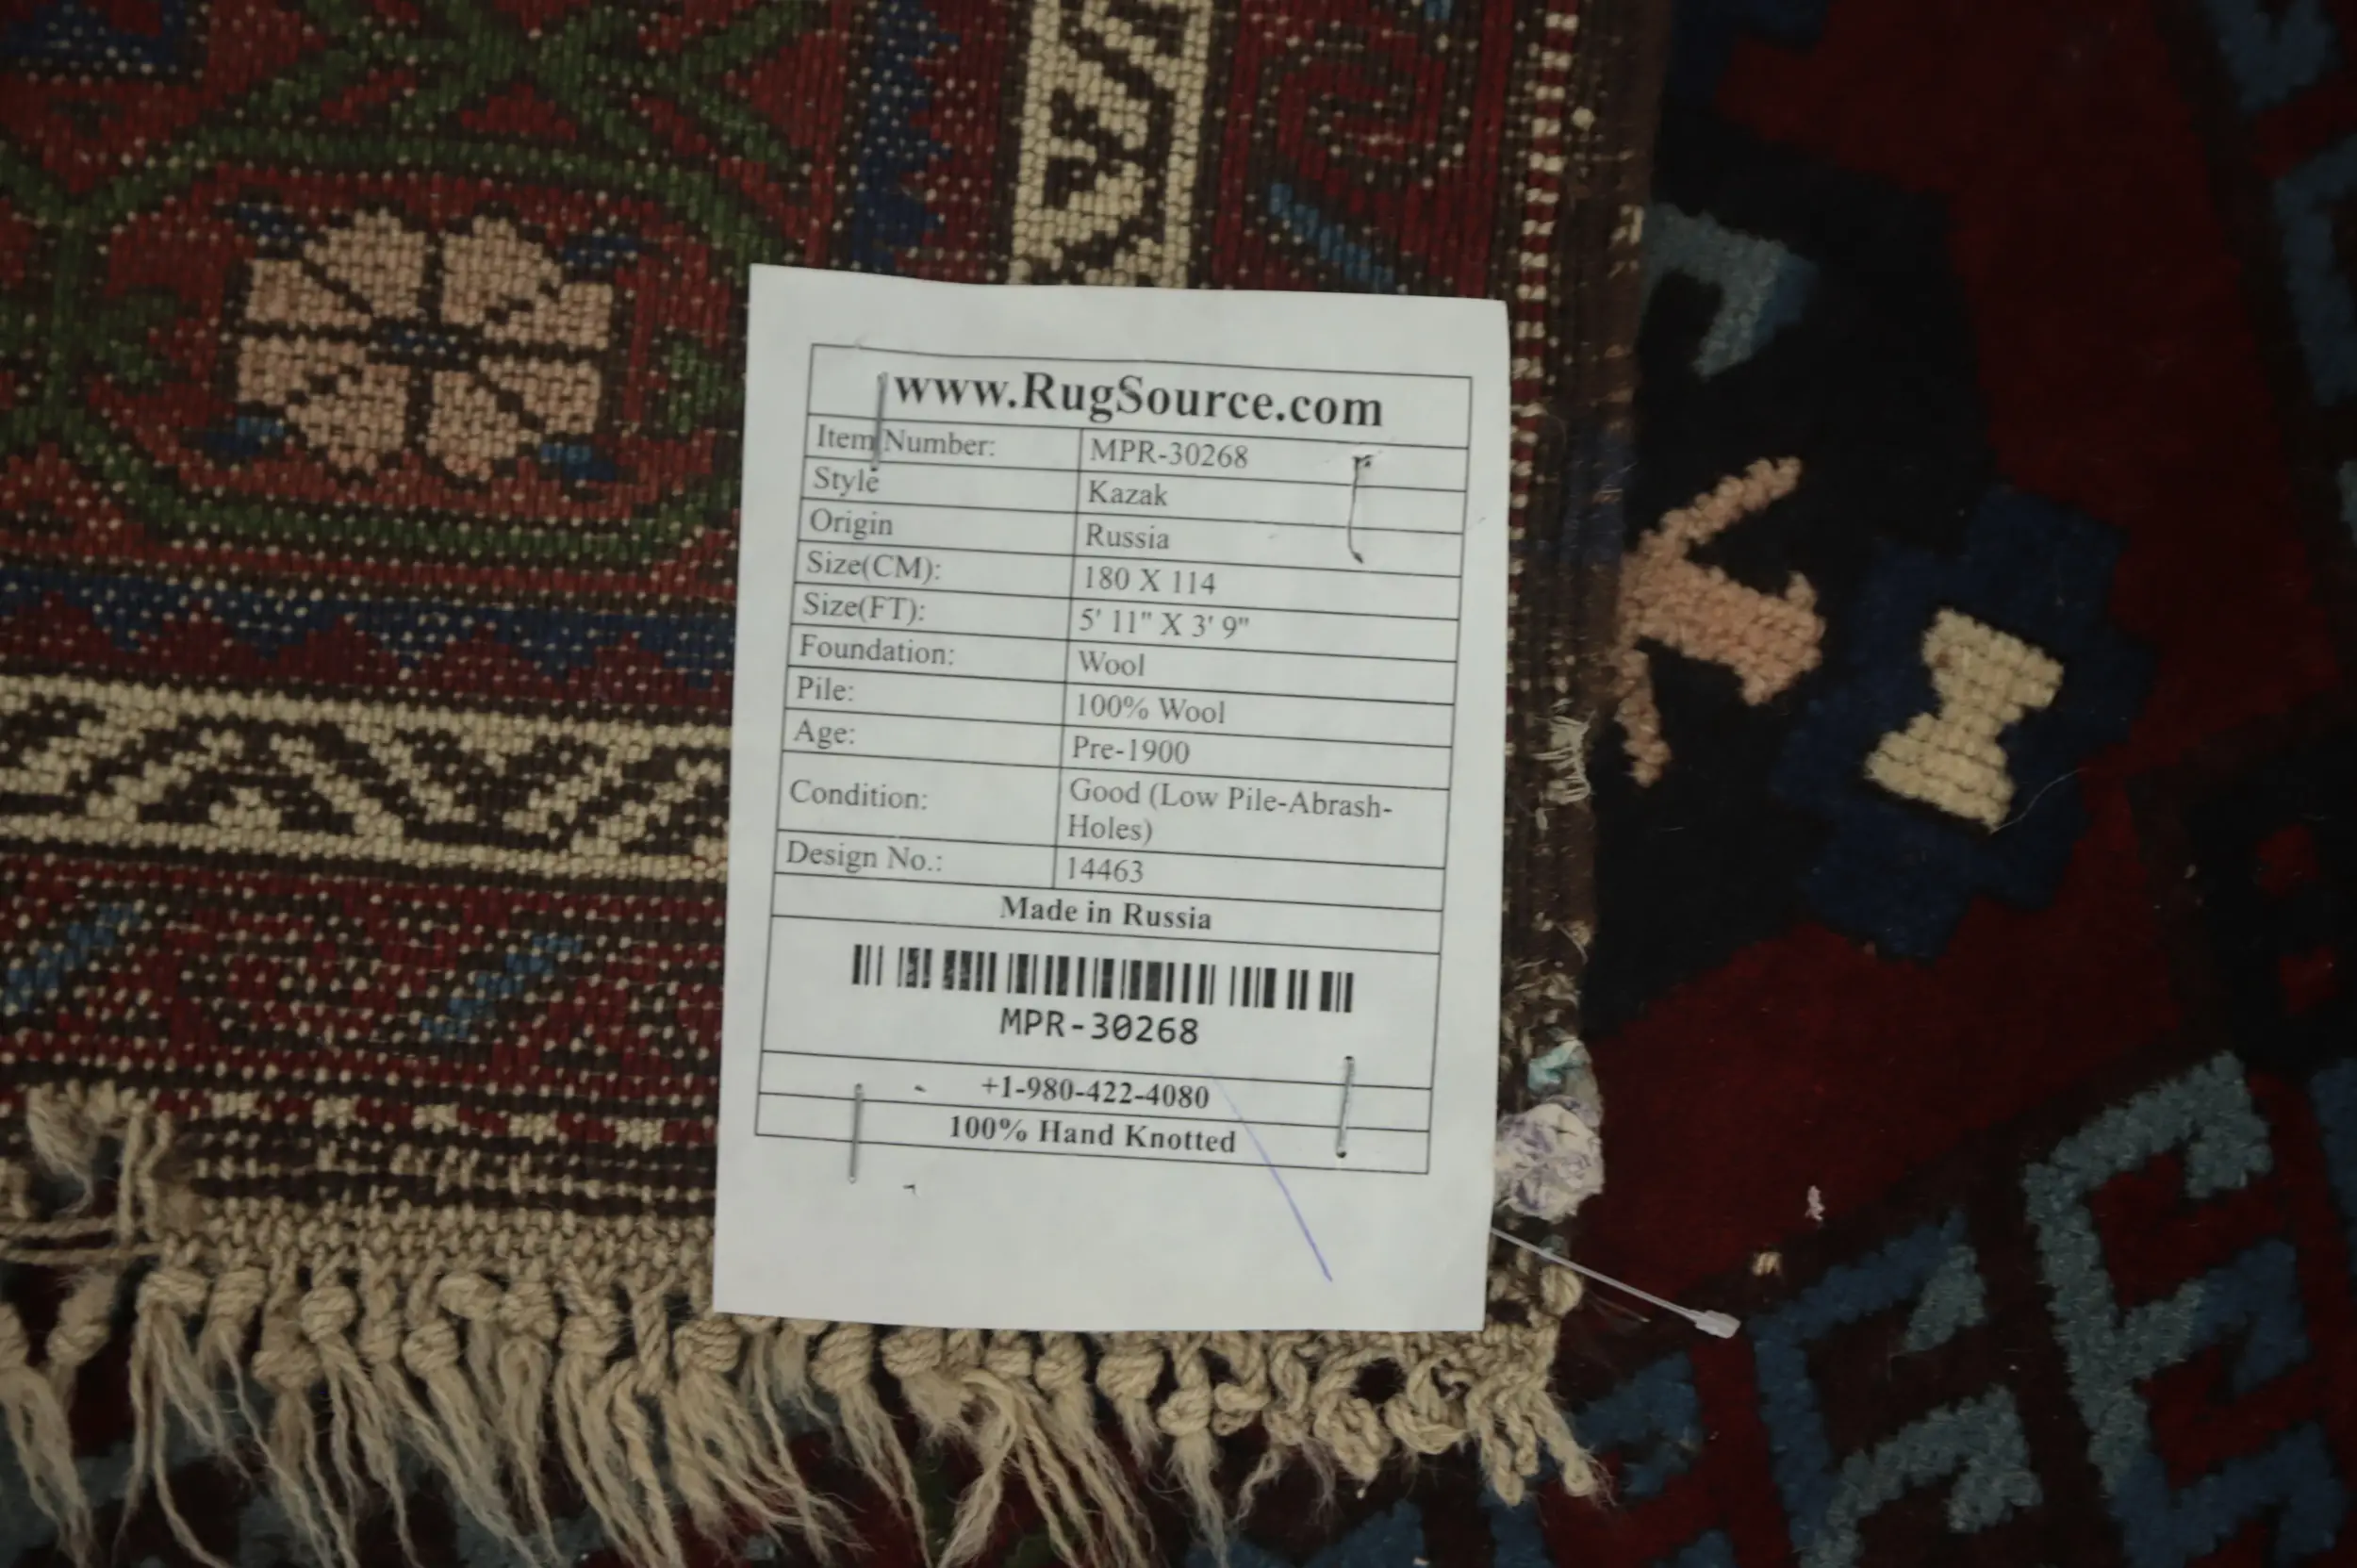 www.RugSource.com
Item Number: MPR-30268
Style Kazak
Origin Russia
Size(CM): 180 X 114
Size(FT): 5' 11" X 3' 9"
Foundation: Wool
Pile: 100% Wool
Age: Pre-1900
Condition: Good (Low Pile-Abrash-
Holes)
Design No.: 14463
Made in Russia
MPR-30268
+1-980-422-4080
100% Hand Knotted